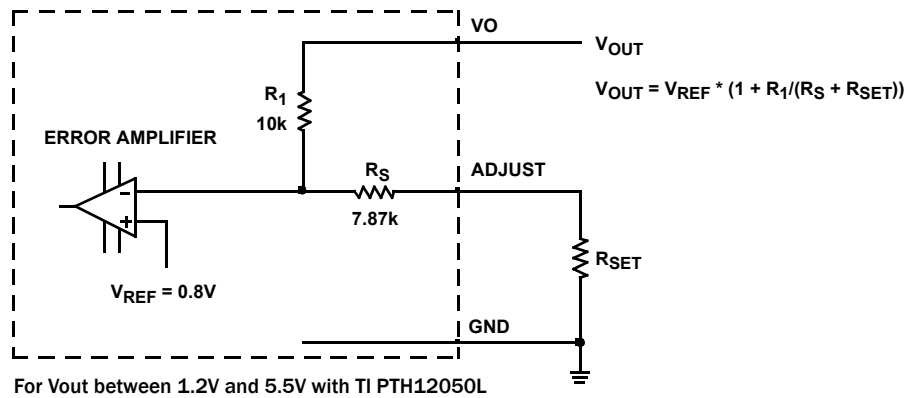 VO
VOUT
VOUT = VREF * (1 + R1/(RS + RSET))
R1
10k
ERROR AMPLIFIER
RS
ADJUST
7.87k
-
+
RSET
VREF = 0.8V
GND
For Vout between 1.2V and 5.5V with TI PTH12050L